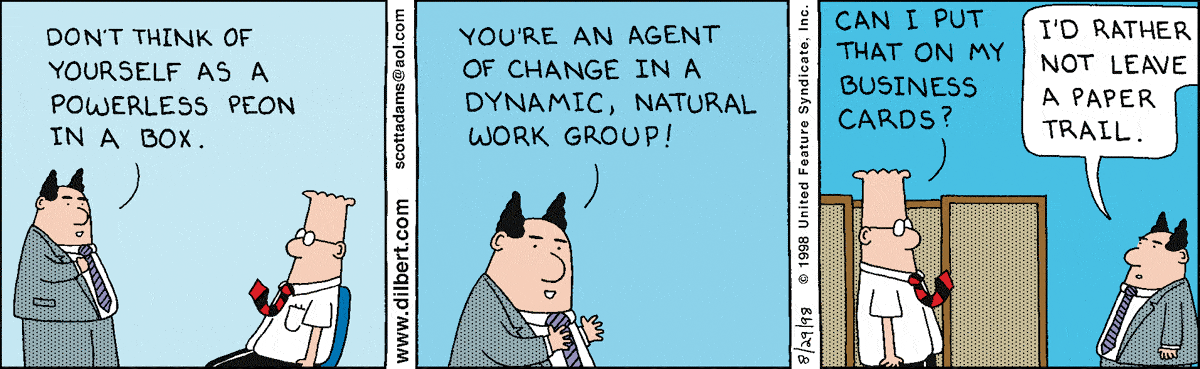 DON'T THINK OF
YOURSELF AS A
POWERLESS PEON
IN A BOX.
www.dilbert.com scottadams@aol.com
YOU'RE AN AGENT
OF CHANGE IN A
DYNAMIC, NATURAL
WORK GROUP!
8/29/98 © 1998 United Feature Syndicate, Inc.
CAN I PUT
THAT ON MY
BUSINESS
CARDS?
I'D RATHER
NOT LEAVE
A PAPER
TRAIL.